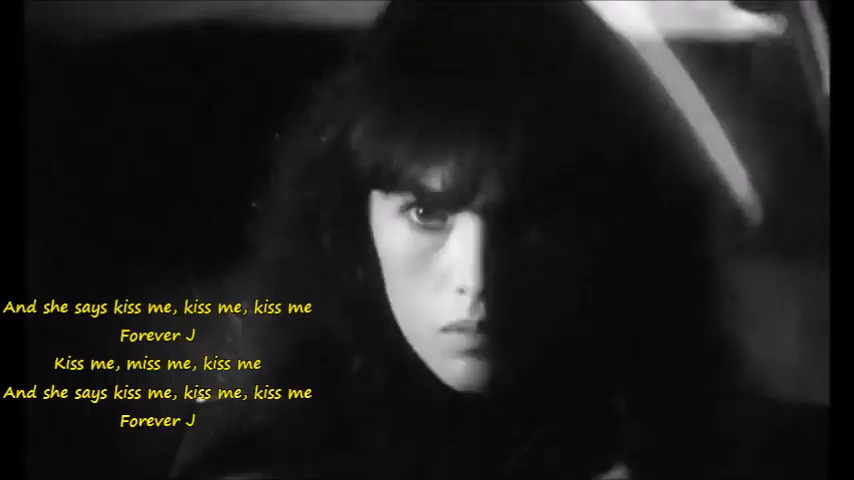 And she says kiss me, kiss me, kiss me
Forever J
Kiss me, miss me, kiss me
And she says kiss me, kiss me, kiss me
Forever J